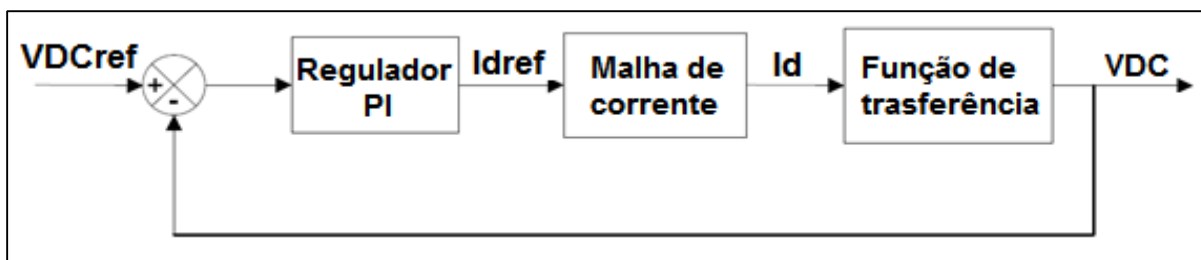 VDCref
+
-
Regulador
PI
Idref
Malha de
corrente
Id
Função de
trasferência
VDC